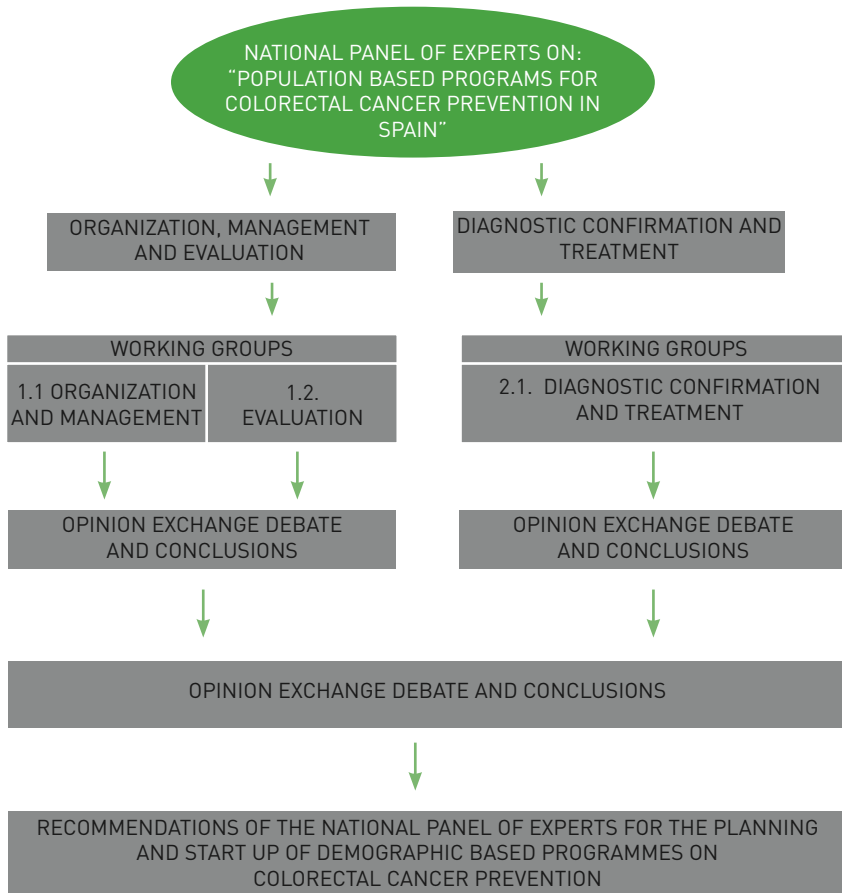 NATIONAL PANEL OF EXPERTS ON:
“POPULATION BASED PROGRAMS FOR
COLORECTAL CANCER PREVENTION IN
SPAIN”
ORGANIZATION, MANAGEMENT
AND EVALUATION
DIAGNOSTIC CONFIRMATION AND
TREATMENT
WORKING GROUPS
1.1 ORGANIZATION
AND MANAGEMENT
1.2.
EVALUATION
WORKING GROUPS
2.1. DIAGNOSTIC CONFIRMATION
AND TREATMENT
OPINION EXCHANGE DEBATE
AND CONCLUSIONS
OPINION EXCHANGE DEBATE
AND CONCLUSIONS
OPINION EXCHANGE DEBATE AND CONCLUSIONS
RECOMMENDATIONS OF THE NATIONAL PANEL OF EXPERTS FOR THE PLANNING
AND START UP OF DEMOGRAPHIC BASED PROGRAMMES ON
COLORECTAL CANCER PREVENTION